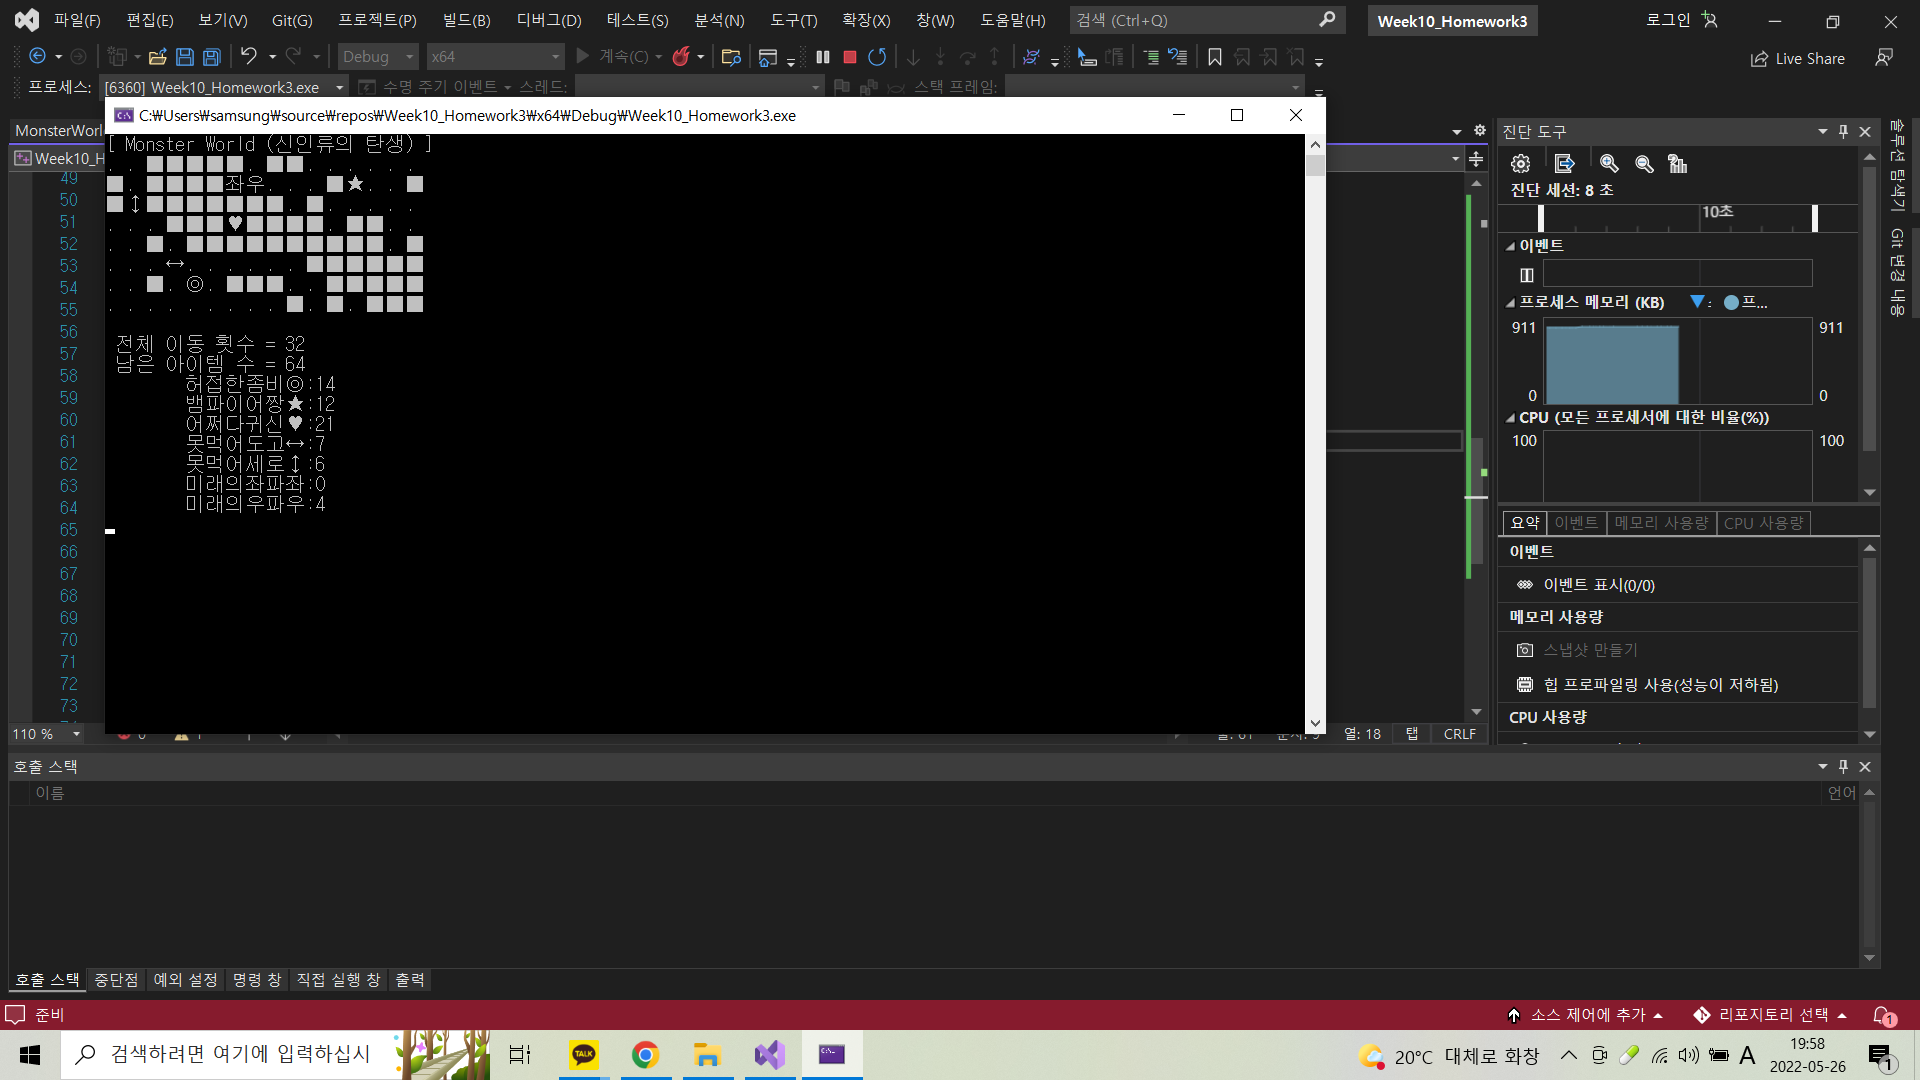 파일(F) 편집(E) 보기(V) Git(G) 프로젝트(P) 빌드(B) 디버그(D) 테스트(S) 분석(N) 도구(T) 확장(X) 창(W) 도움말(H) 검색 (Ctrl+Q) Week10_Homework3 로그인
Debug x64 계속(C) Live Share
프로세스: [6360] Week10_Homework3.exe 수명 주기 이벤트 스레드: 스택 프레임:
MonsterWorl
C:₩Users₩samsung₩source₩repos₩Week10_Homework3₩x64₩Debug₩Week10_Homework3.exe
Week10_H
[ Monster World (신인류의 탄생) ]
. . ■■■■■. ■■. . . . . .
■. ■■■■좌우. . . ■★. . ■
■↕■■■■■■■. ■. . . . .
. . . ■■■♥■■■■. ■■. .
. . ■. ■■■■■■■■■■. ■
. . . ↔. . . . . . ■■■■■■
. . ■. ◎. ■■■. . ■■■■■
. . . . . . . . . ■. ■. ■■■
전체 이동 횟수 = 32
남은 아이템 수 = 64
허접한좀비◎:14
뱀파이어짱★:12
어쩌다귀신♥:21
못먹어도고↔:7
못먹어세로↕:6
미래의좌파좌:0
미래의우파우:4
49
50
51
52
53
54
55
56
57
58
59
60
61
62
63
64
65
66
67
68
69
70
71
72
73
110 % 열: 18 탭 CRLF
진단 도구
진단 세션: 8 초
10초
이벤트
프로세스 메모리 (KB) 프...
911 911
0 0
CPU (모든 프로세서에 대한 비율(%))
100 100
요약 이벤트 메모리 사용량 CPU 사용량
이벤트
이벤트 표시(0/0)
메모리 사용량
스냅샷 만들기
힙 프로파일링 사용(성능이 저하됨)
CPU 사용량
솔루션 탐색기
Git 변경 내용
호출 스택
이름 언어
호출 스택 중단점 예외 설정 명령 창 직접 실행 창 출력
준비 소스 제어에 추가 리포지토리 선택 1
검색하려면 여기에 입력하십시 TALK 20°C 대체로 화창 A 19:58
2022-05-26 1